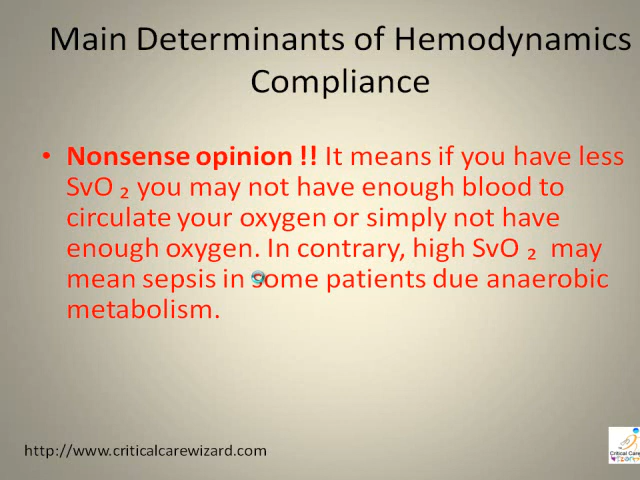 Main Determinants of Hemodynamics
Compliance
• Nonsense opinion !! It means if you have less
SvO ₂ you may not have enough blood to
circulate your oxygen or simply not have
enough oxygen. In contrary, high SvO ₂ may
mean sepsis in some patients due anaerobic
metabolism.
http://www.criticalcarewizard.com
Critical Care